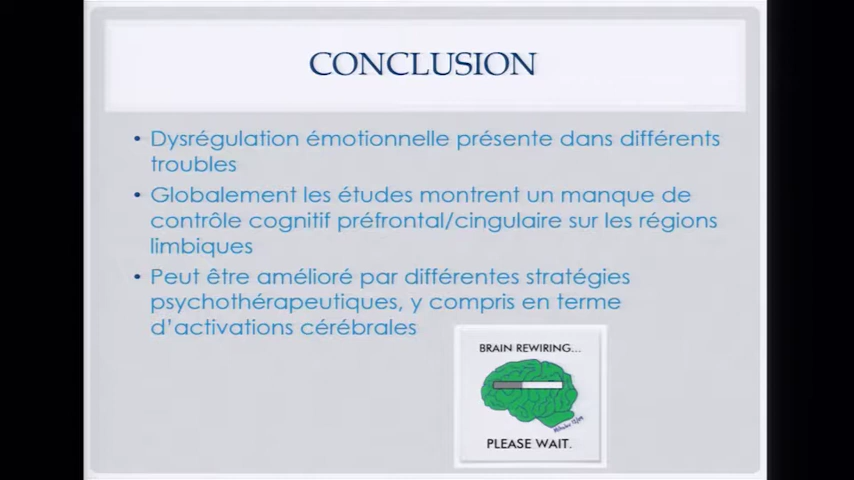 CONCLUSION
• Dysrégulation émotionnelle présente dans différents
troubles
• Globalement les études montrent un manque de
contrôle cognitif préfrontal/cingulaire sur les régions
limbiques
• Peut être amélioré par différentes stratégies
psychothérapeutiques, y compris en terme
d'activations cérébrales
BRAIN REWIRING...
PLEASE WAIT.